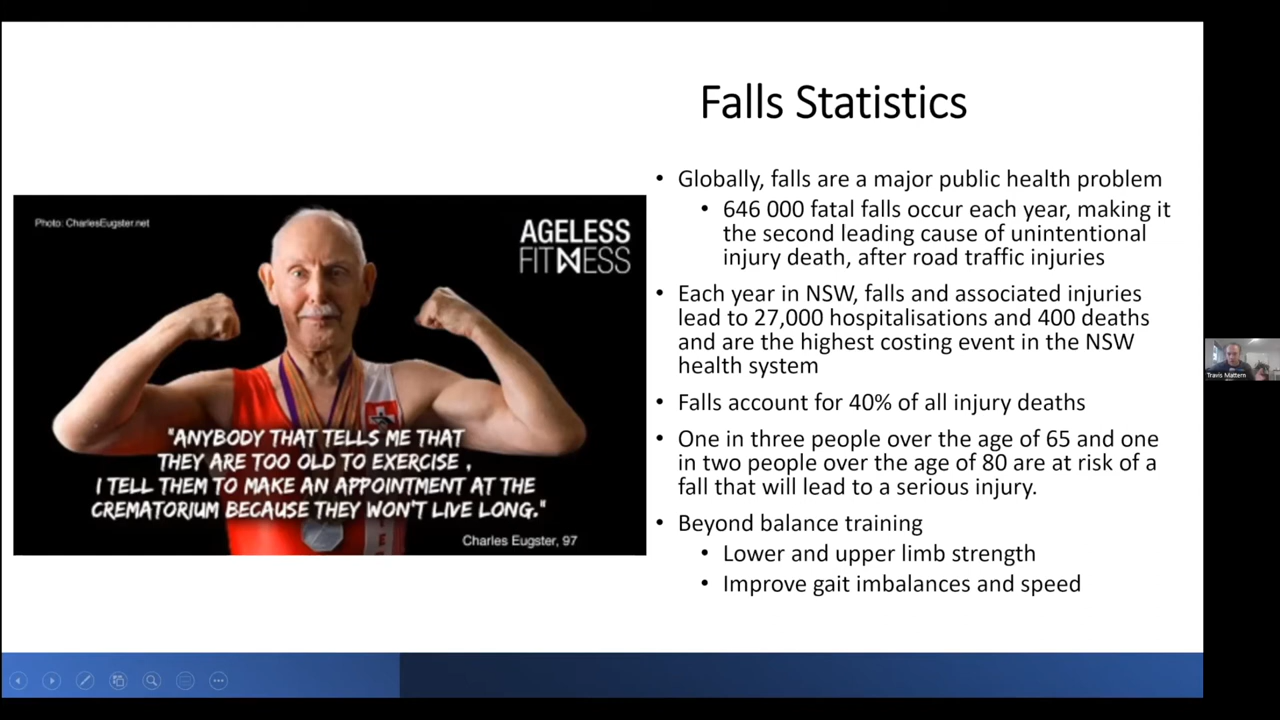 Falls Statistics
Photo: CharlesEugster.net
AGELESS
FITNESS
"ANYBODY THAT TELLS ME THAT
THEY ARE TOO OLD TO EXERCISE ,
I TELL THEM TO MAKE AN APPOINTMENT AT THE
CREMATORIUM BECAUSE THEY WON'T LIVE LONG."
Charles Eugster, 97
• Globally, falls are a major public health problem
• 646 000 fatal falls occur each year, making it
the second leading cause of unintentional
injury death, after road traffic injuries
• Each year in NSW, falls and associated injuries
lead to 27,000 hospitalisations and 400 deaths
and are the highest costing event in the NSW
health system
• Falls account for 40% of all injury deaths
• One in three people over the age of 65 and one
in two people over the age of 80 are at risk of a
fall that will lead to a serious injury.
• Beyond balance training
• Lower and upper limb strength
• Improve gait imbalances and speed
Travis Mattern